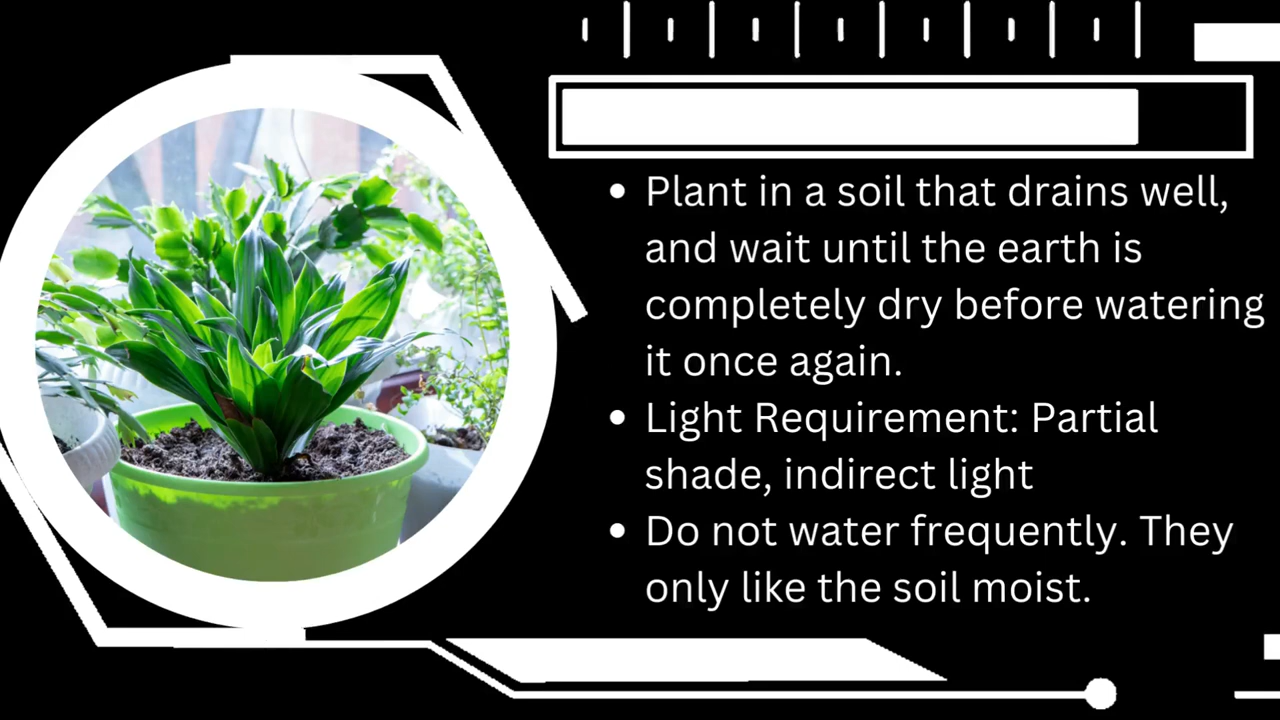 • Plant in a soil that drains well,
and wait until the earth is
completely dry before watering
it once again.
• Light Requirement: Partial
shade, indirect light
• Do not water frequently. They
only like the soil moist.